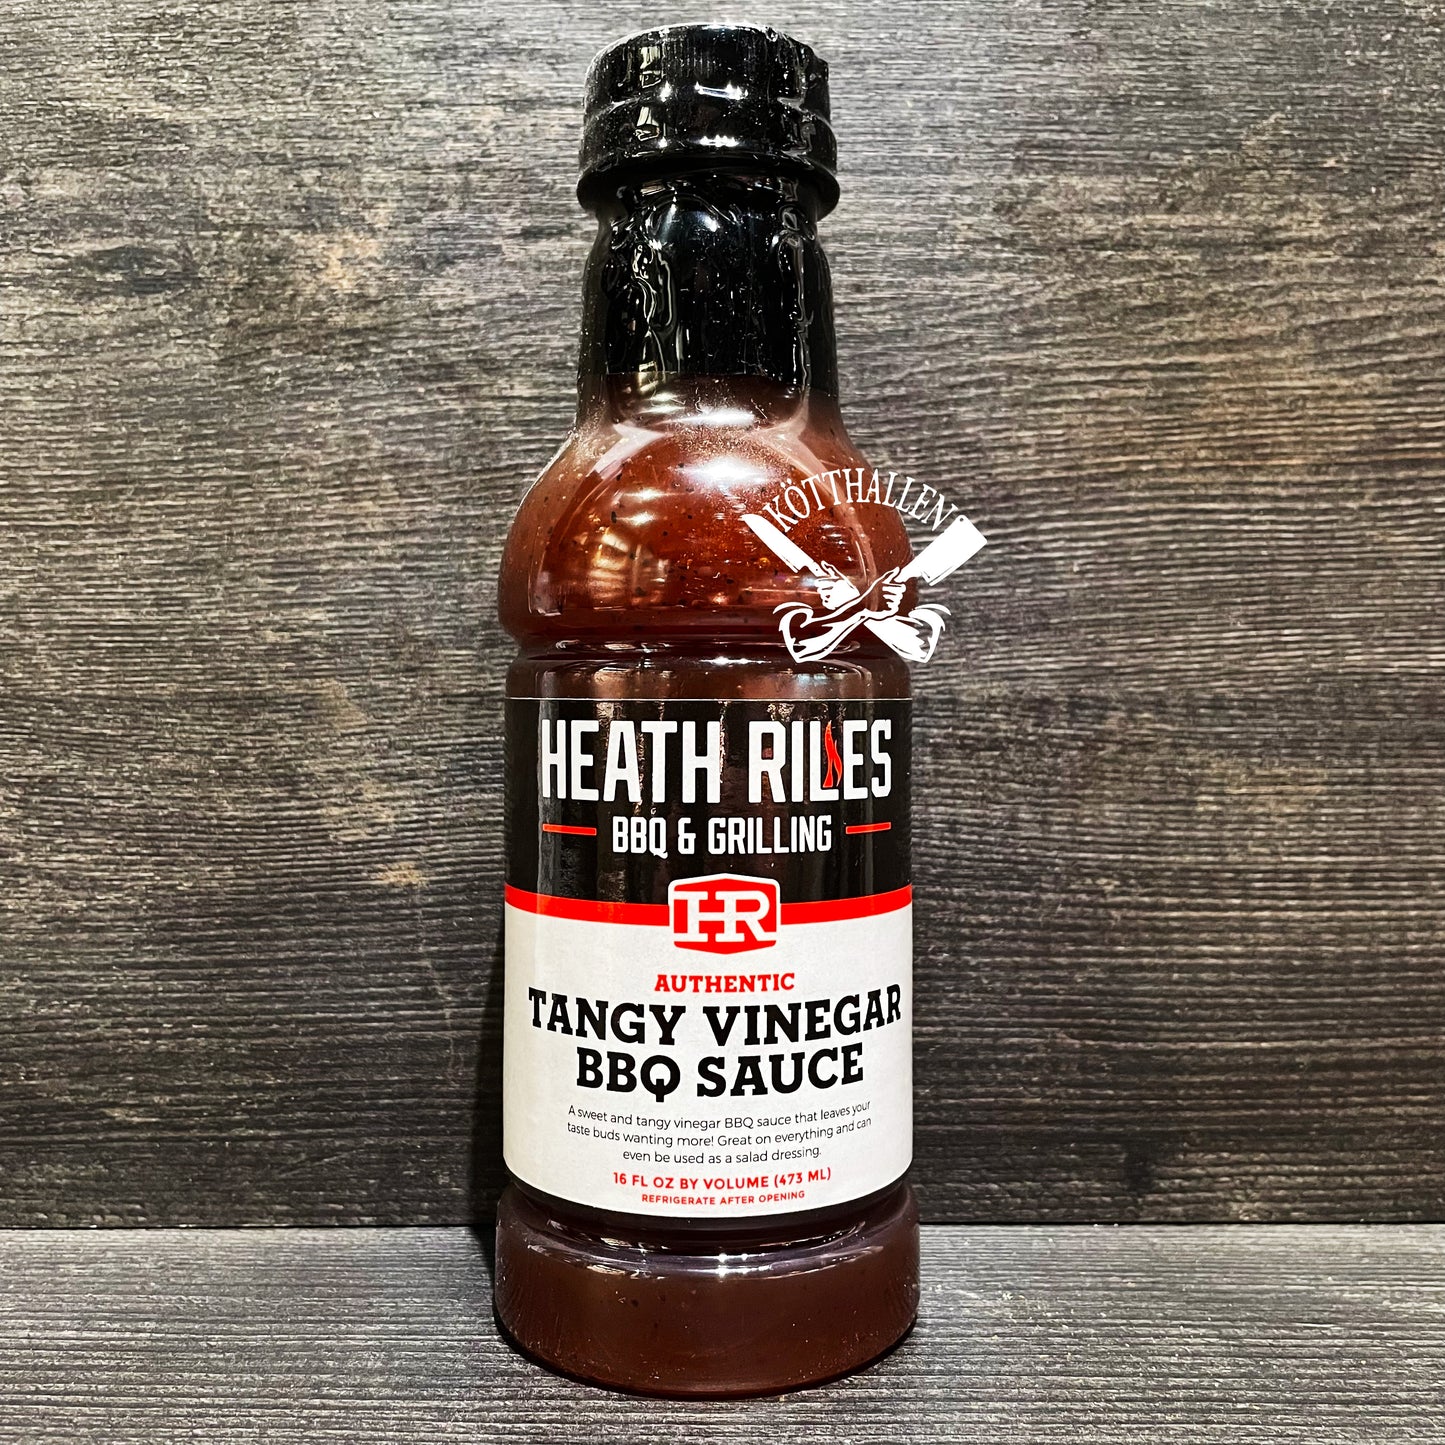 KÖTTHALLEN
HEATH RILES
BBQ & GRILLING
HR
AUTHENTIC
TANGY VINEGAR
BBQ SAUCE
A sweet and tangy vinegar BBQ sauce that leaves your
taste buds wanting more! Great on everything and can
even be used as a salad dressing.
16 FL OZ BY VOLUME (473 ML)
REFRIGERATE AFTER OPENING